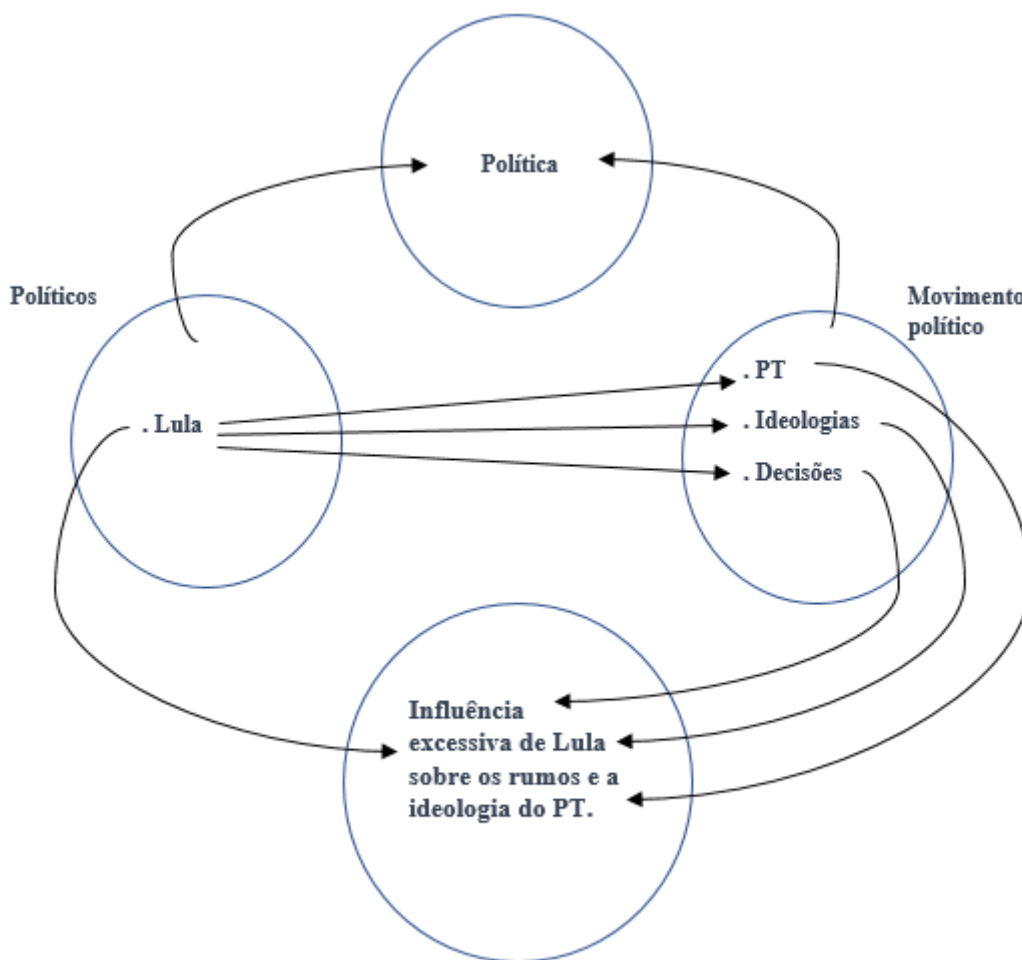 Política
Políticos
Movimento
político
. PT
. Lula
. Ideologias
. Decisões
Influência
excessiva de Lula
sobre os rumos e a
ideologia do PT.